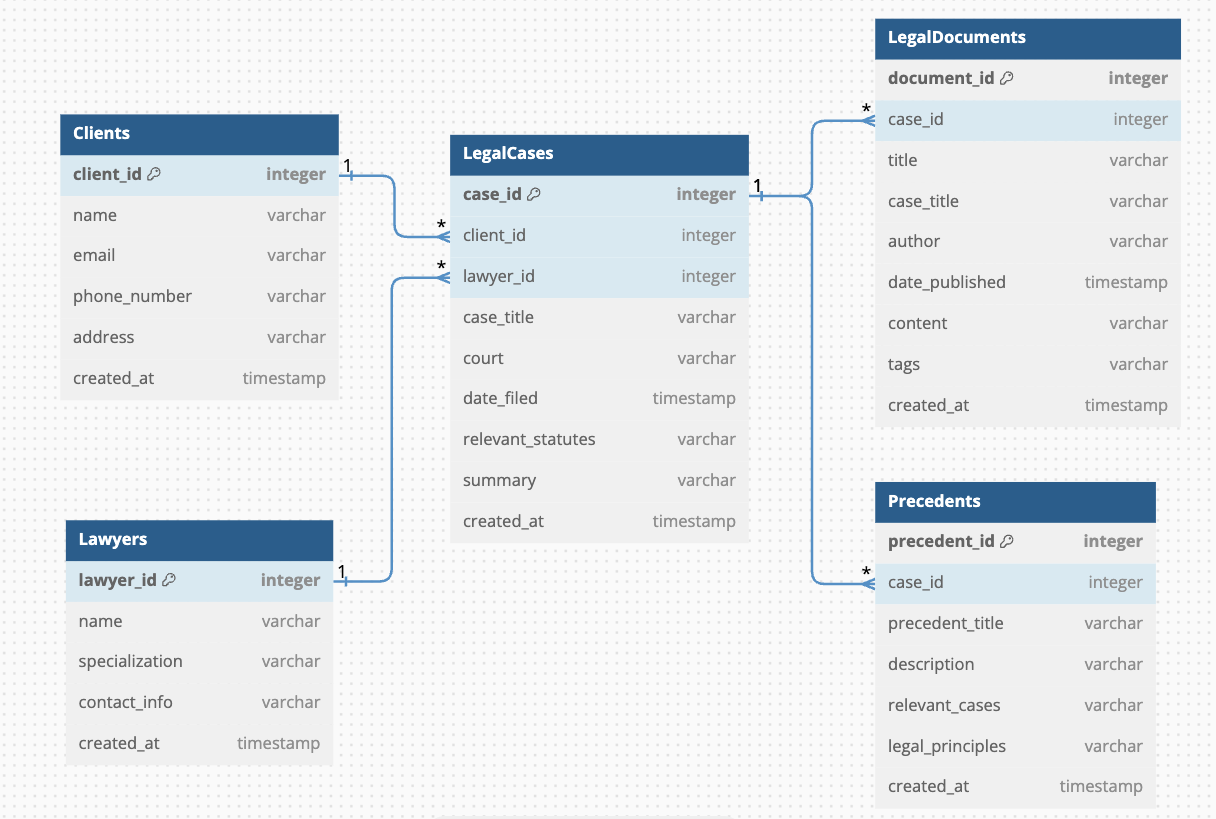 Clients
client_id integer
name varchar
email varchar
phone_number varchar
address varchar
created_at timestamp
1
*
Lawyers
lawyer_id integer
name varchar
specialization varchar
contact_info varchar
created_at timestamp
1
*
LegalCases
case_id integer
client_id integer
lawyer_id integer
case_title varchar
court varchar
date_filed timestamp
relevant_statutes varchar
summary varchar
created_at timestamp
1
*
LegalDocuments
document_id integer
case_id integer
title varchar
case_title varchar
author varchar
date_published timestamp
content varchar
tags varchar
created_at timestamp
*
Precedents
precedent_id integer
case_id integer
precedent_title varchar
description varchar
relevant_cases varchar
legal_principles varchar
created_at timestamp